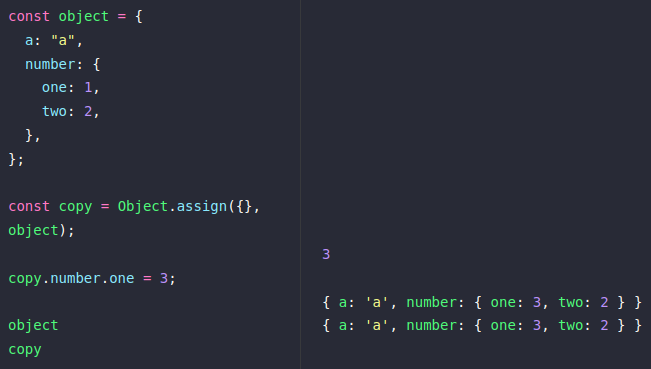 const object = {
  a: "a",
  number: {
    one: 1,
    two: 2,
  },
};
const copy = Object.assign({},
object);
copy.number.one = 3;
object
copy
3
{ a: 'a', number: { one: 3, two: 2 } }
{ a: 'a', number: { one: 3, two: 2 } }